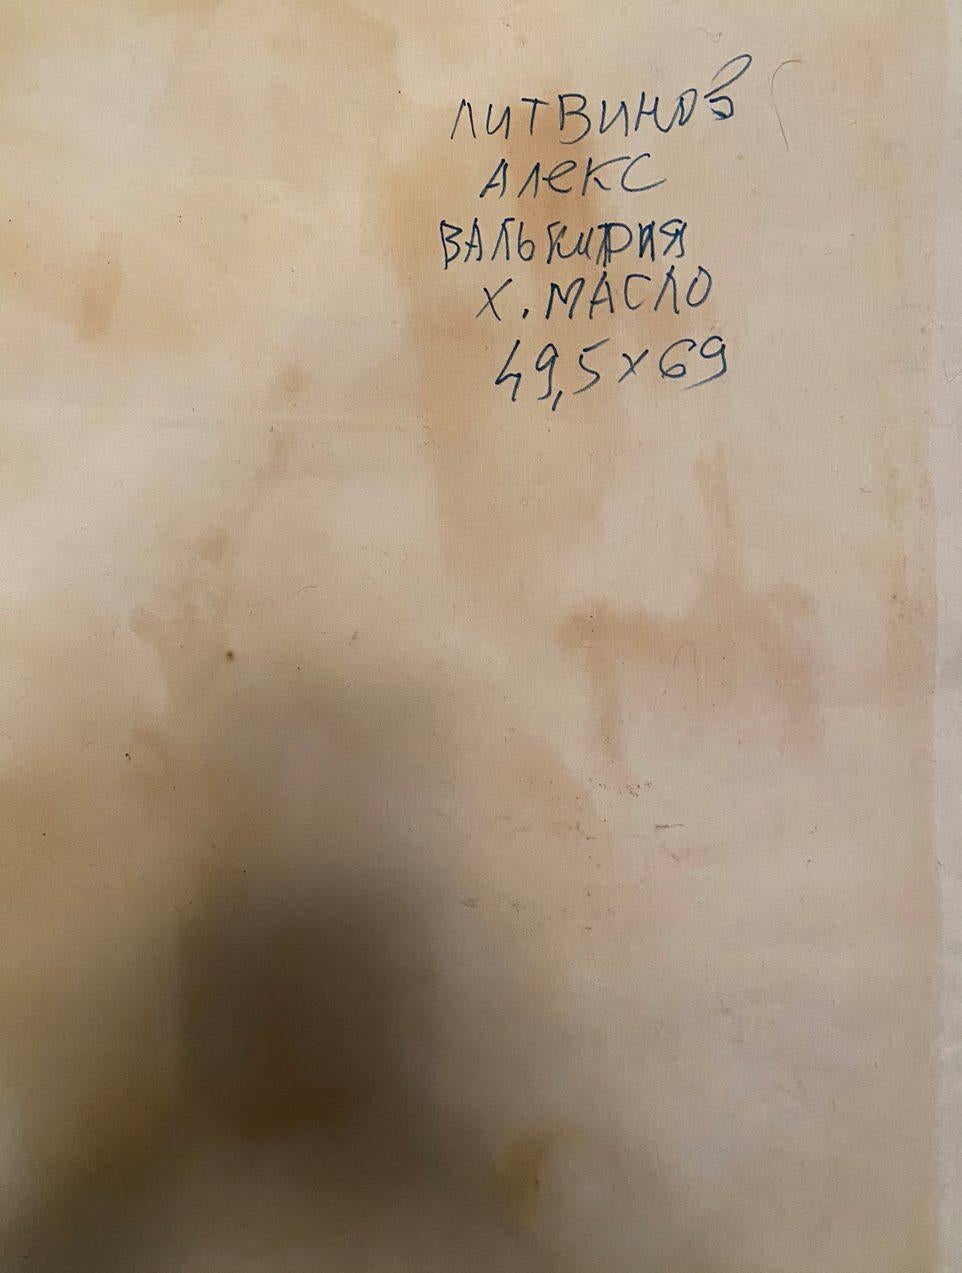 ЛИТВИНОВ
АЛЕКС
ВАЛЬКИРИЯ
Х. МАСЛО
49,5 х 69